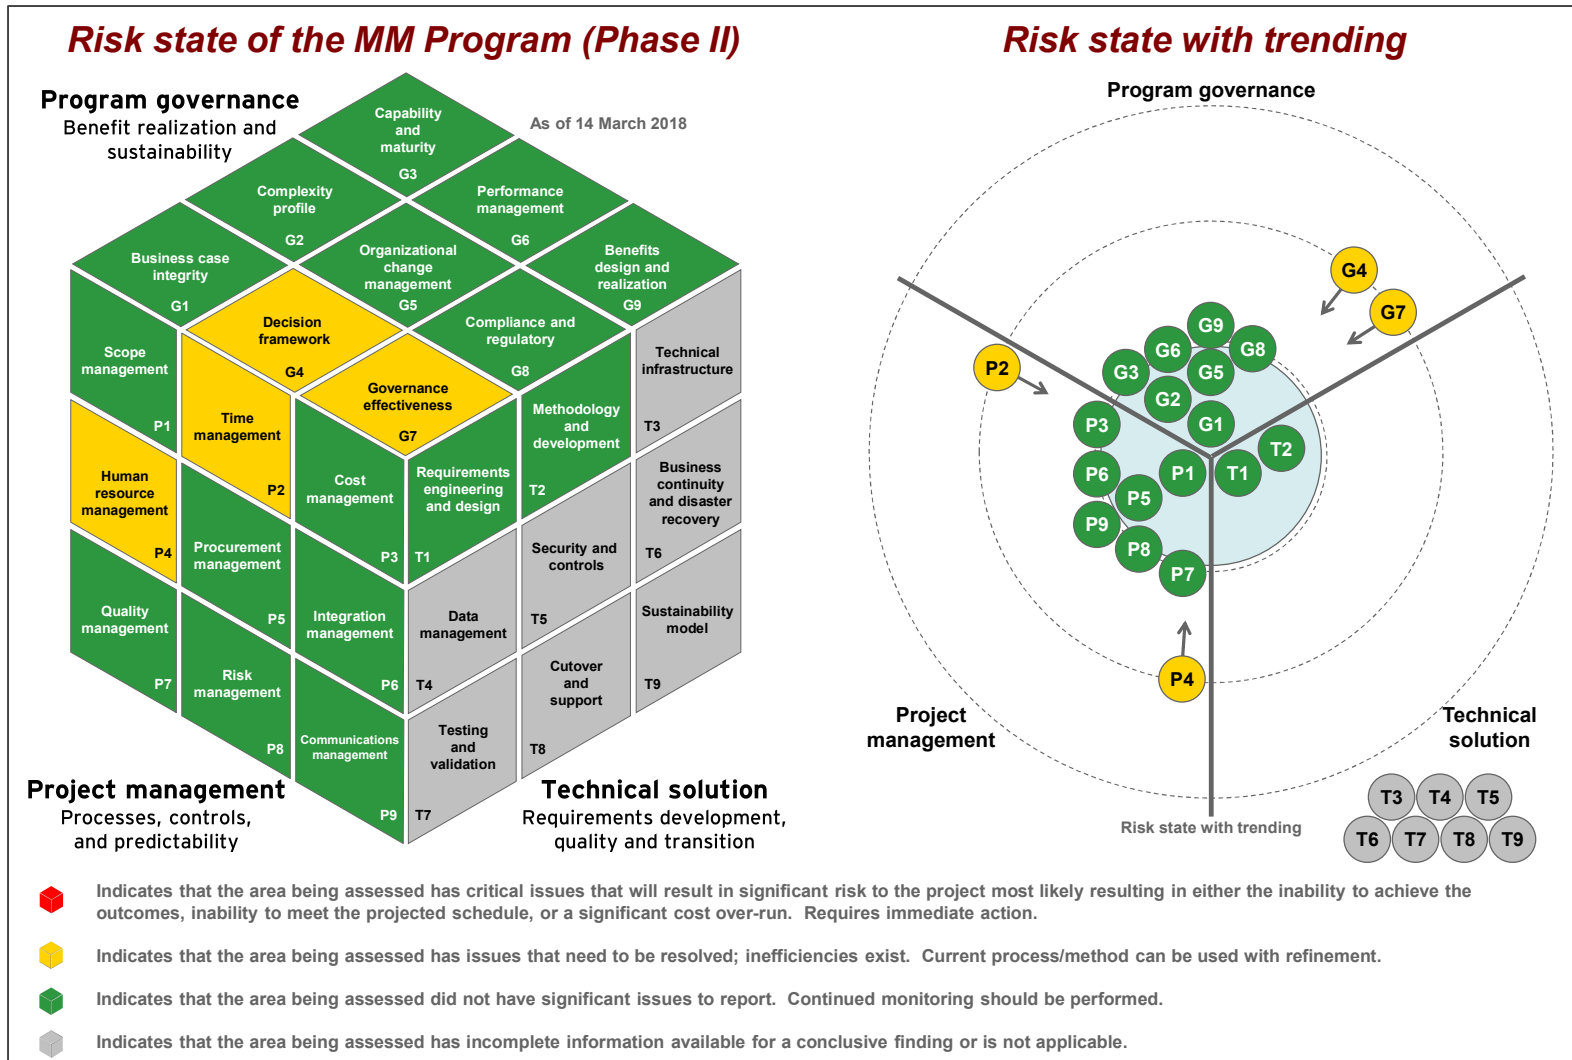 Risk state of the MM Program (Phase II)
Risk state with trending
Program governance
Benefit realization and
sustainability
As of 14 March 2018
Capability
and
maturity
G3
Complexity
profile
G2
Performance
management
G6
Business case
integrity
G1
Organizational
change
management
G5
Benefits
design and
realization
G9
Decision
framework
G4
Compliance and
regulatory
G8
Governance
effectiveness
G7
Scope
management
P1
Time
management
P2
Cost
management
P3
Human
resource
management
P4
Procurement
management
P5
Integration
management
P6
Quality
management
P7
Risk
management
P8
Communications
management
P9
Requirements
engineering
and design
T1
Methodology
and
development
T2
Technical
infrastructure
T3
Data
management
T4
Security and
controls
T5
Business
continuity
and disaster
recovery
T6
Testing
and
validation
T7
Cutover
and
support
T8
Sustainability
model
T9
Project management
Processes, controls,
and predictability
Technical solution
Requirements development,
quality and transition
Program governance
G4
G7
G9
G6
G8
G3
G5
G2
G1
P2
P3
P6
P1
P5
P9
P8
P7
P4
T2
T1
Project
management
Technical
solution
Risk state with trending
T3
T4
T5
T6
T7
T8
T9
Indicates that the area being assessed has critical issues that will result in significant risk to the project most likely resulting in either the inability to achieve the
outcomes, inability to meet the projected schedule, or a significant cost over-run. Requires immediate action.
Indicates that the area being assessed has issues that need to be resolved; inefficiencies exist. Current process/method can be used with refinement.
Indicates that the area being assessed did not have significant issues to report. Continued monitoring should be performed.
Indicates that the area being assessed has incomplete information available for a conclusive finding or is not applicable.